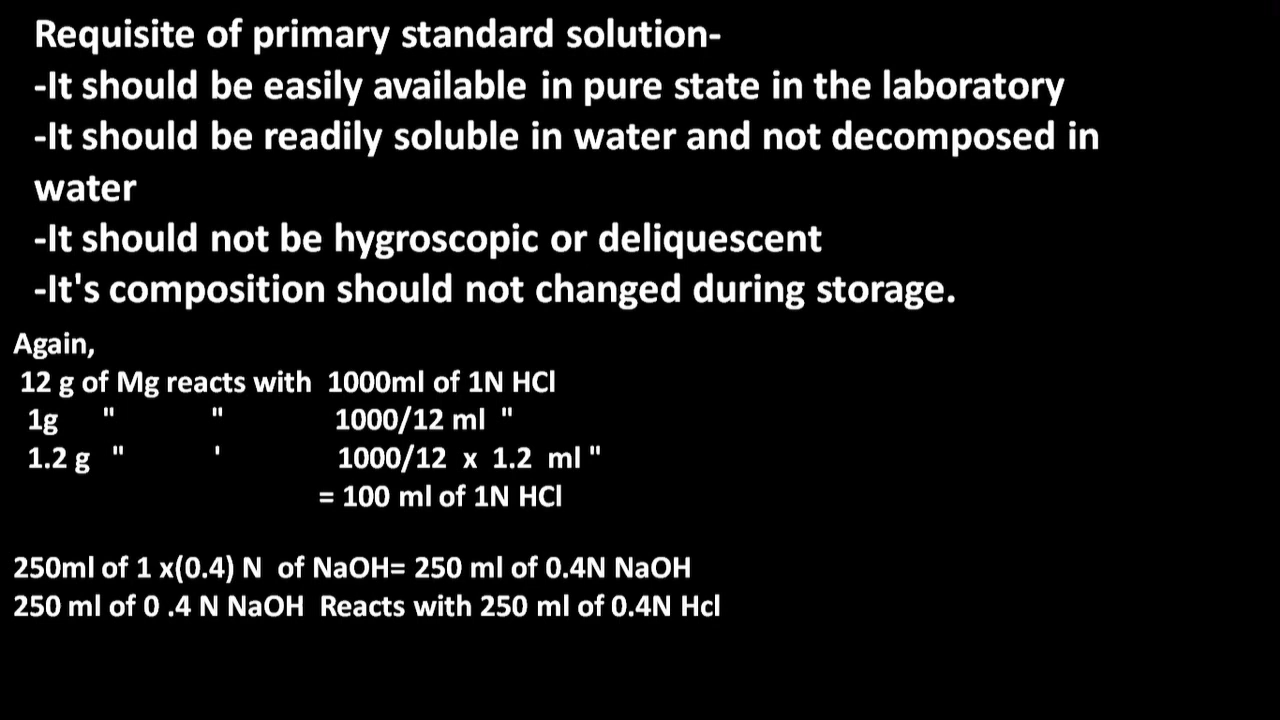 Requisite of primary standard solution-
-It should be easily available in pure state in the laboratory
-It should be readily soluble in water and not decomposed in
water
-It should not be hygroscopic or deliquescent
-It's composition should not changed during storage.
Again,
12 g of Mg reacts with 1000ml of 1N HCl
1g " " 1000/12 ml "
1.2 g " ' 1000/12 x 1.2 ml "
= 100 ml of 1N HCl
250ml of 1 x(0.4) N of NaOH= 250 ml of 0.4N NaOH
250 ml of 0 .4 N NaOH Reacts with 250 ml of 0.4N Hcl